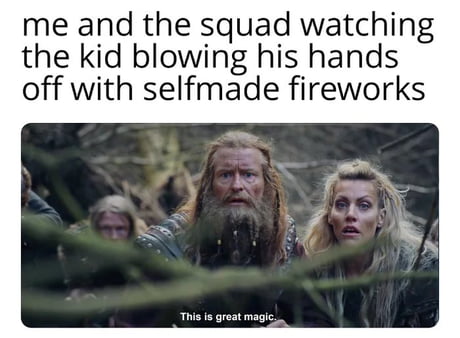 me and the squad watching
the kid blowing his hands
off with selfmade fireworks
This is great magic.